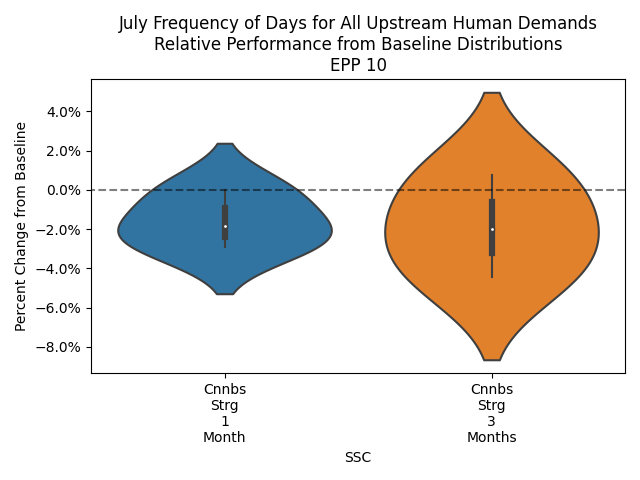 July Frequency of Days for All Upstream Human Demands
Relative Performance from Baseline Distributions
EPP 10
Percent Change from Baseline
4.0%
2.0%
0.0%
−2.0%
−4.0%
−6.0%
−8.0%
Cnnbs
Strg
1
Month
Cnnbs
Strg
3
Months
SSC